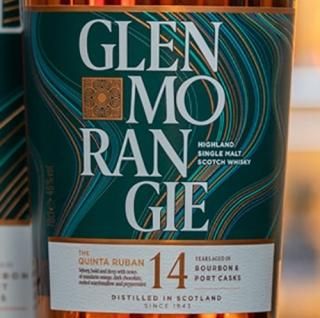 GLEN
MO
RAN
GIE
HIGHLAND
SINGLE MALT
SCOTCH WHISKY
THE
QUINTA RUBAN
14
YEARS AGED IN
BOURBON &
PORT CASKS
DISTILLED IN SCOTLAND
SINCE 1843